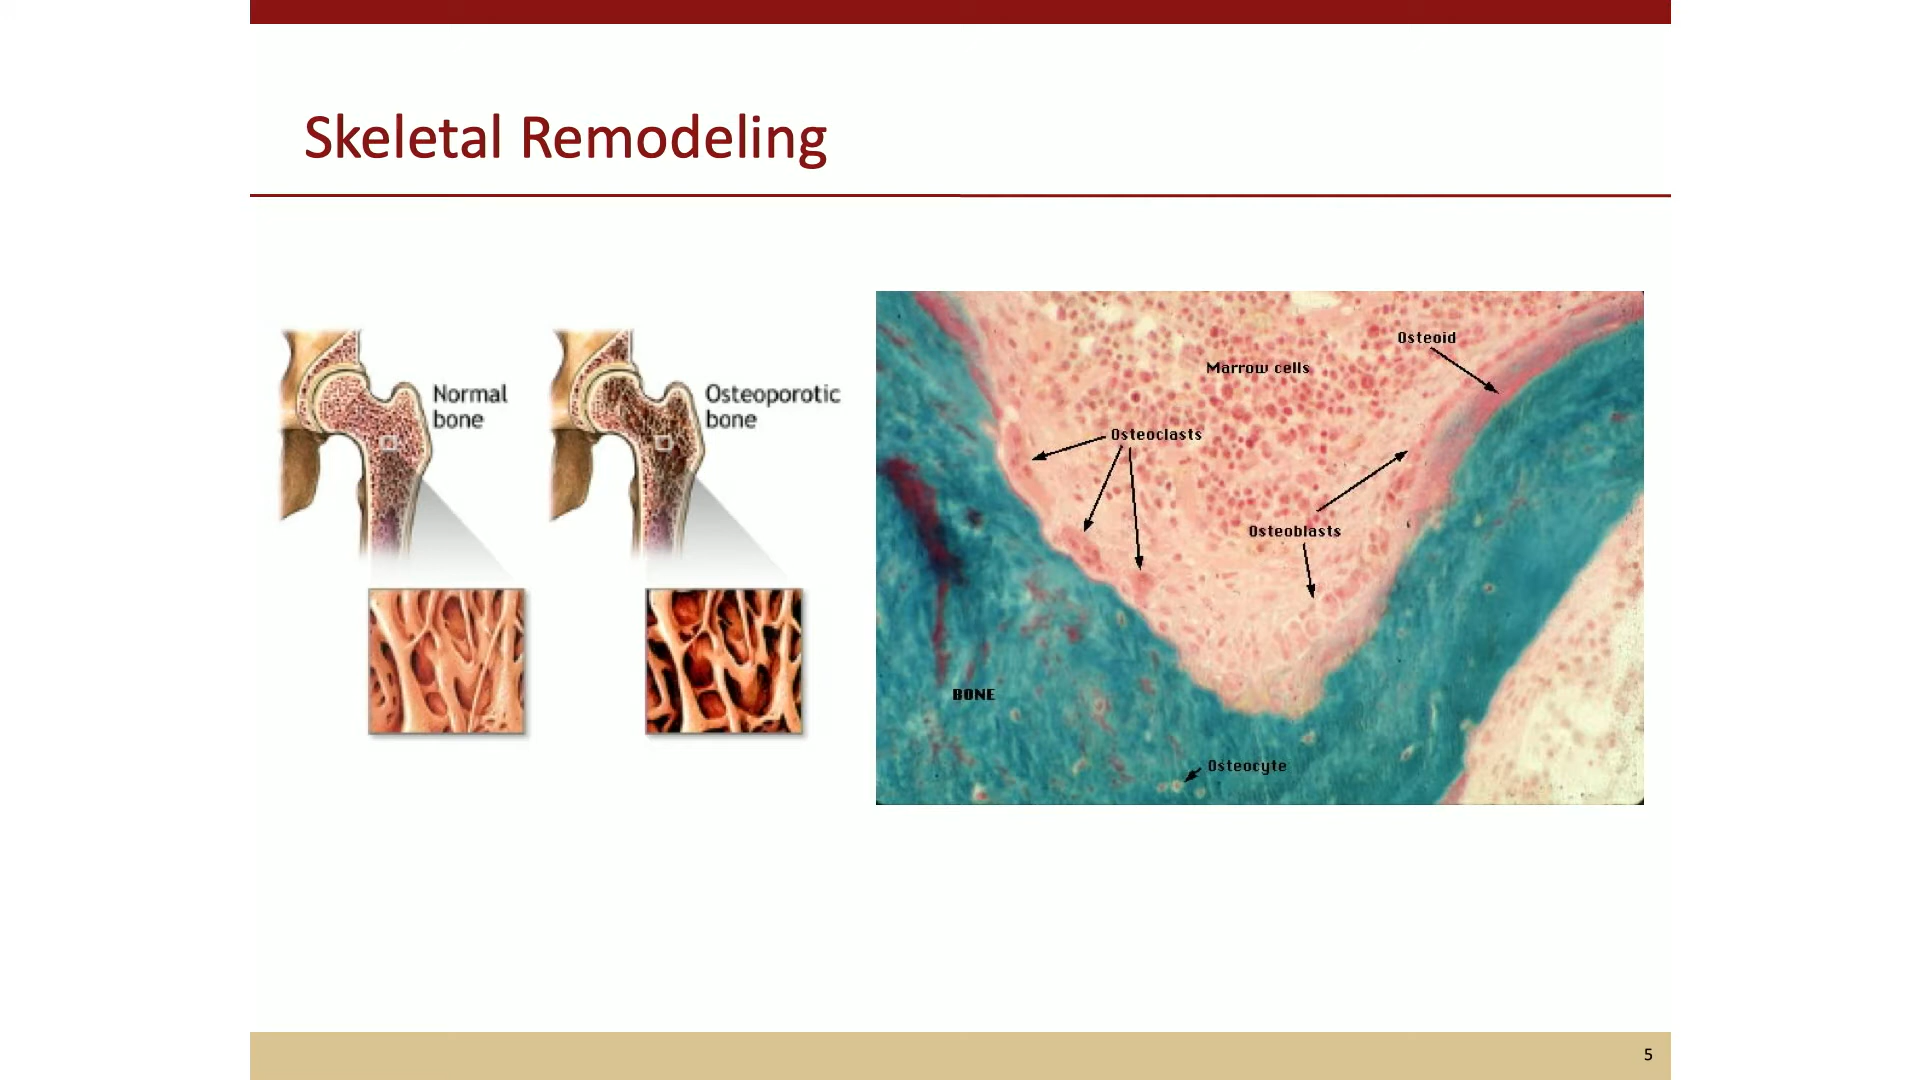 Skeletal Remodeling
Normal
bone
Osteoporotic
bone
Osteoid
Marrow cells
Osteoclasts
Osteoblasts
BONE
Osteocyte
5